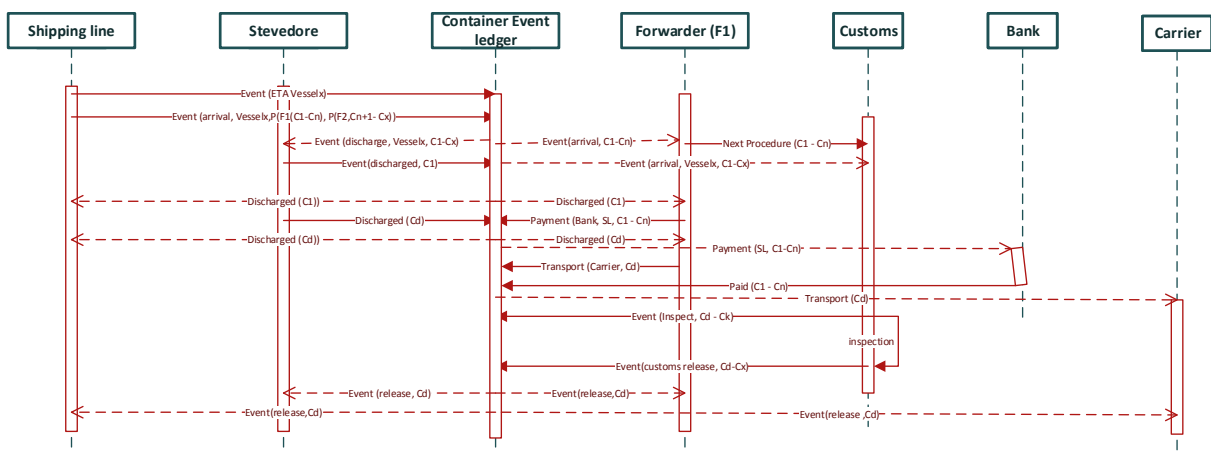 Shipping line
Stevedore
Container Event
ledger
Forwarder (F1)
Customs
Bank
Carrier
Event (ETA Vesselx)
Event (arrival, Vesselx,P(F1(C1-Cn), P(F2,Cn+1- Cx))
Event (discharge, Vesselx, C1-Cx)
Event(arrival, C1-Cn)
Next Procedure (C1 - Cn)
Event(discharged, C1)
Event (arrival, Vesselx, C1-Cx)
Discharged (C1))
Discharged (C1)
Discharged (Cd)
Payment (Bank, SL, C1 - Cn)
Discharged (Cd))
Discharged (Cd)
Payment (SL, C1-Cn)
Transport (Carrier, Cd)
Paid (C1 - Cn)
Transport (Cd)
Event (Inspect, Cd - Ck)
inspection
Event(customs release, Cd-Cx)
Event (release, Cd)
Event(release,Cd)
Event(release,Cd)
Event(release ,Cd)